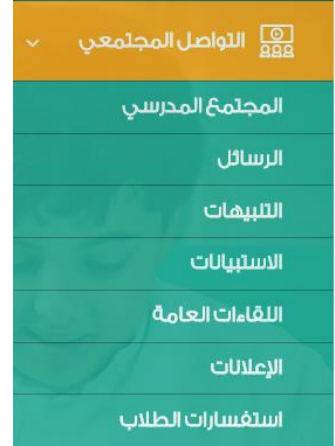 التواصل المجتمعي
المجتمع المدرسي
الرسائل
التنبيهات
الاستبيانات
اللقاءات العامة
الإعلانات
استفسارات الطلاب